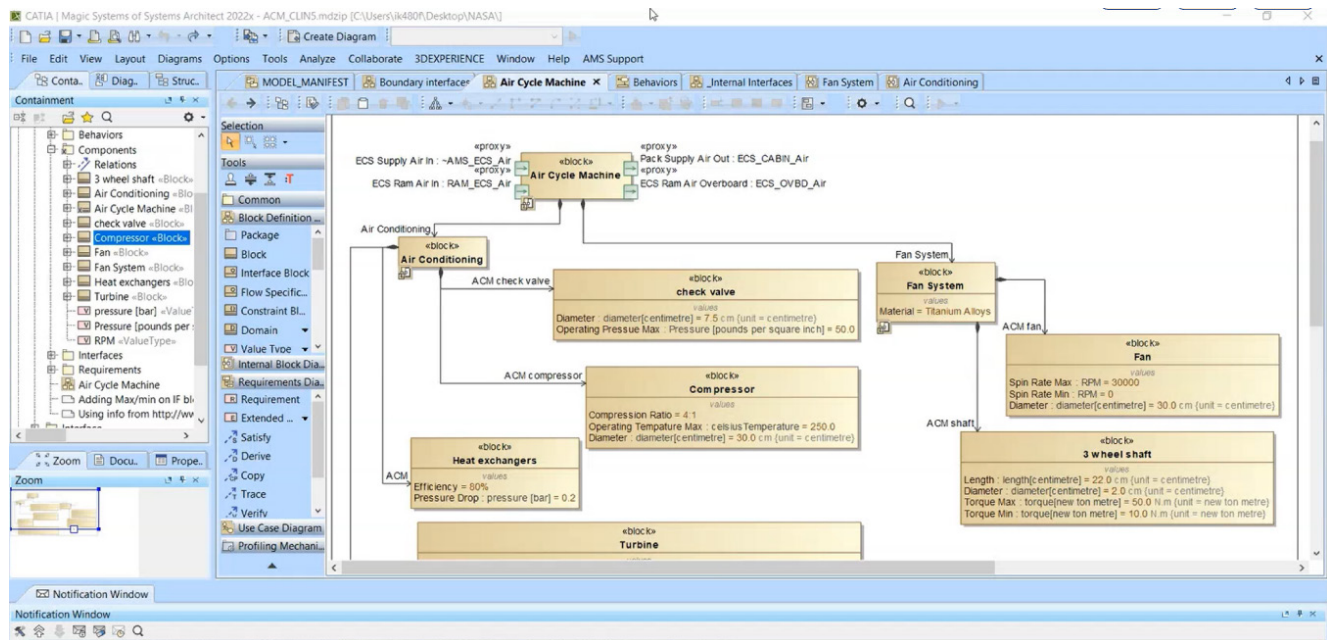 CATIA | Magic Systems of Systems Architect 2022x - ACM_CLIN5.mdzip [C:\Users\ik480f\Desktop\NASA\]
Create Diagram
File Edit View Layout Diagrams Options Tools Analyze Collaborate 3DEXPERIENCE Window Help AMS Support
Conta.. Diag.. Struc..
MODEL_MANIFEST Boundary interfaces Air Cycle Machine Behaviors _Internal Interfaces Fan System Air Conditioning
Containment
Behaviors
Components
Relations
3 wheel shaft «Block»
Air Conditioning «Blo
Air Cycle Machine «Bl
check valve «Block»
Compressor «Block»
Fan «Block»
Fan System «Block»
Heat exchangers «Blo
Turbine «Block»
pressure [bar] «Value
Pressure [pounds per
RPM «ValueType»
Interfaces
Requirements
Air Cycle Machine
Adding Max/min on IF bl
Using info from http://ww
Interface
Zoom Docu.. Prope..
Zoom
Selection
Tools
Common
Block Definition ...
Package
Block
Interface Block
Flow Specific...
Constraint Bl...
Domain
Value Type
Internal Block Dia..
Requirements Dia..
Requirement
Extended ...
Satisfy
Derive
Copy
Trace
Verify
Use Case Diagram
Profiling Mechani...
«proxy»
ECS Supply Air In : ~AMS_ECS_Air
«proxy»
ECS Ram Air In : RAM_ECS_Air
«block»
Air Cycle Machine
«proxy»
Pack Supply Air Out : ECS_CABIN_Air
«proxy»
ECS Ram Air Overboard : ECS_OVBD_Air
Air Conditioning
«block»
Air Conditioning
Fan System
«block»
Fan System
values
Material = Titanium Alloys
ACM check valve
«block»
check valve
values
Diameter : diameter[centimetre] = 7.5 cm {unit = centimetre}
Operating Pressue Max : Pressure [pounds per square inch] = 50.0
ACM fan
«block»
Fan
values
Spin Rate Max : RPM = 30000
Spin Rate Min : RPM = 0
Diameter : diameter[centimetre] = 30.0 cm {unit = centimetre}
ACM compressor
«block»
Compressor
values
Compression Ratio = 4:1
Operating Tempature Max : celsiusTemperature = 250.0
Diameter : diameter[centimetre] = 30.0 cm {unit = centimetre}
ACM shaft
«block»
3 wheel shaft
values
Length : length[centimetre] = 22.0 cm {unit = centimetre}
Diameter : diameter[centimetre] = 2.0 cm {unit = centimetre}
Torque Max : torque[new ton metre] = 50.0 N.m {unit = new ton metre}
Torque Min : torque[new ton metre] = 10.0 N.m {unit = new ton metre}
ACM
«block»
Heat exchangers
values
Efficiency = 80%
Pressure Drop : pressure [bar] = 0.2
«block»
Turbine
Notification Window
Notification Window